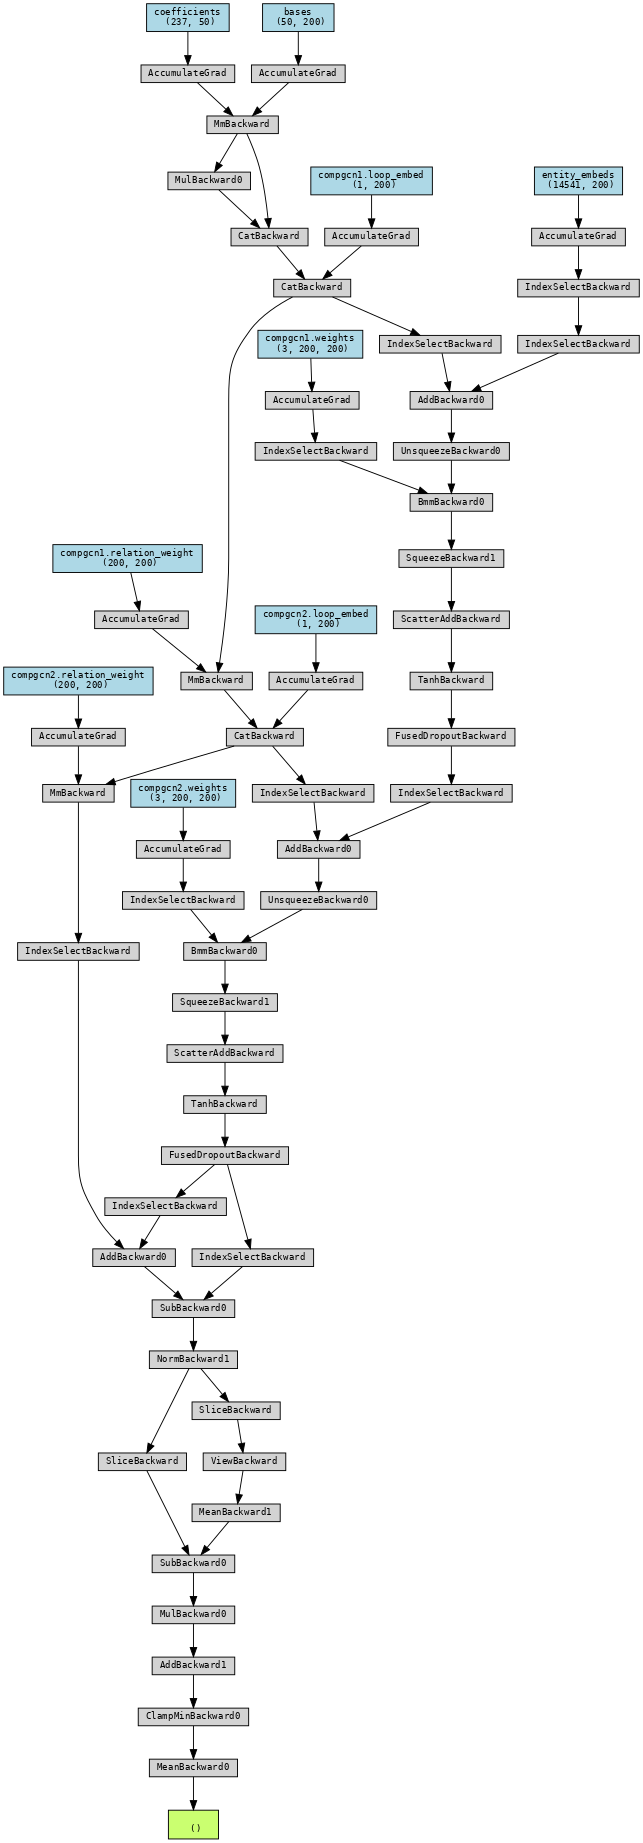 coefficients
(237, 50)
bases
(50, 200)
AccumulateGrad
AccumulateGrad
MmBackward
MulBackward0
compgcn1.loop_embed
(1, 200)
entity_embeds
(14541, 200)
CatBackward
AccumulateGrad
AccumulateGrad
CatBackward
IndexSelectBackward
compgcn1.weights
(3, 200, 200)
IndexSelectBackward
IndexSelectBackward
AccumulateGrad
AddBackward0
IndexSelectBackward
UnsqueezeBackward0
BmmBackward0
compgcn1.relation_weight
(200, 200)
SqueezeBackward1
AccumulateGrad
compgcn2.loop_embed
(1, 200)
ScatterAddBackward
compgcn2.relation_weight
(200, 200)
MmBackward
AccumulateGrad
TanhBackward
AccumulateGrad
CatBackward
FusedDropoutBackward
MmBackward
compgcn2.weights
(3, 200, 200)
IndexSelectBackward
IndexSelectBackward
AccumulateGrad
AddBackward0
IndexSelectBackward
UnsqueezeBackward0
IndexSelectBackward
BmmBackward0
SqueezeBackward1
ScatterAddBackward
TanhBackward
FusedDropoutBackward
IndexSelectBackward
AddBackward0
IndexSelectBackward
SubBackward0
NormBackward1
SliceBackward
SliceBackward
ViewBackward
MeanBackward1
SubBackward0
MulBackward0
AddBackward1
ClampMinBackward0
MeanBackward0
()